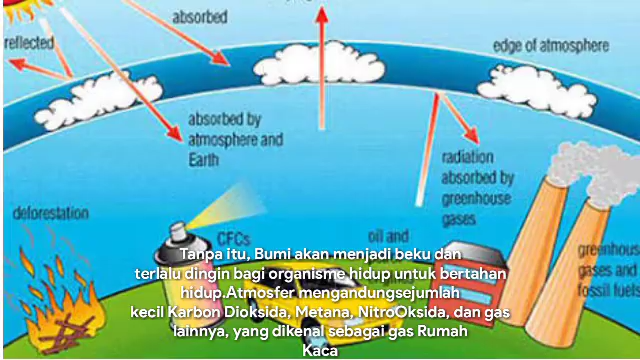 absorbed
reflected
edge of atmosphere
absorbed by
atmosphere and
Earth
radiation
absorbed by
greenhouse
gases
deforestation
CFCs
oil and
greenhous
gases and
fossil fuels
Tanpa itu, Bumi akan menjadi beku dan
terlalu dingin bagi organisme hidup untuk bertahan
hidup.Atmosfer mengandungsejumlah
kecil Karbon Dioksida, Metana, NitroOksida, dan gas
lainnya, yang dikenal sebagai gas Rumah
Kaca